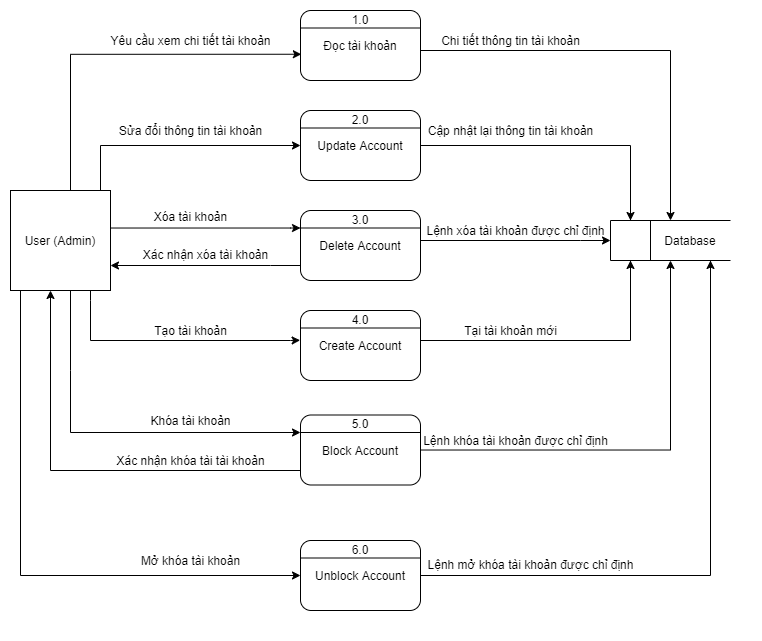 1.0
Yêu cầu xem chi tiết tài khoản
Đọc tài khoản
Chi tiết thông tin tài khoản
2.0
Sửa đổi thông tin tài khoản
Update Account
Cập nhật lại thông tin tài khoản
Xóa tài khoản
3.0
Lệnh xóa tài khoản được chỉ định
User (Admin)
Delete Account
Database
Xác nhận xóa tài khoản
4.0
Tạo tài khoản
Create Account
Tại tài khoản mới
Khóa tài khoản
5.0
Lệnh khóa tài khoản được chỉ định
Block Account
Xác nhận khóa tài tài khoản
6.0
Mở khóa tài khoản
Unblock Account
Lệnh mở khóa tài khoản được chỉ định